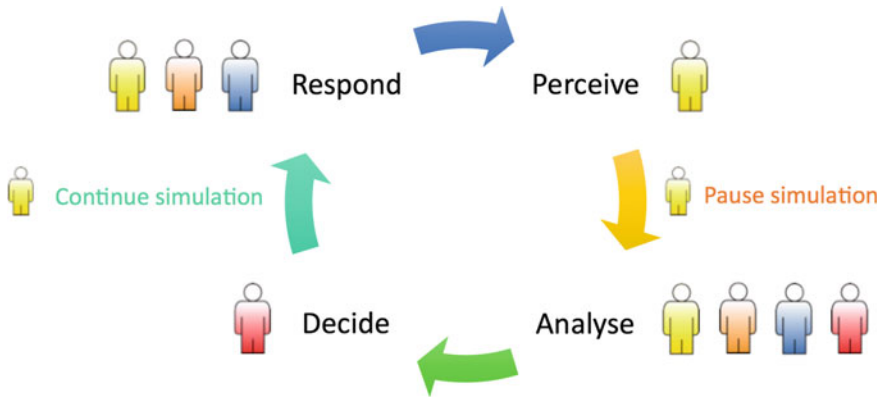 Respond
Perceive
Continue simulation
Pause simulation
Decide
Analyse